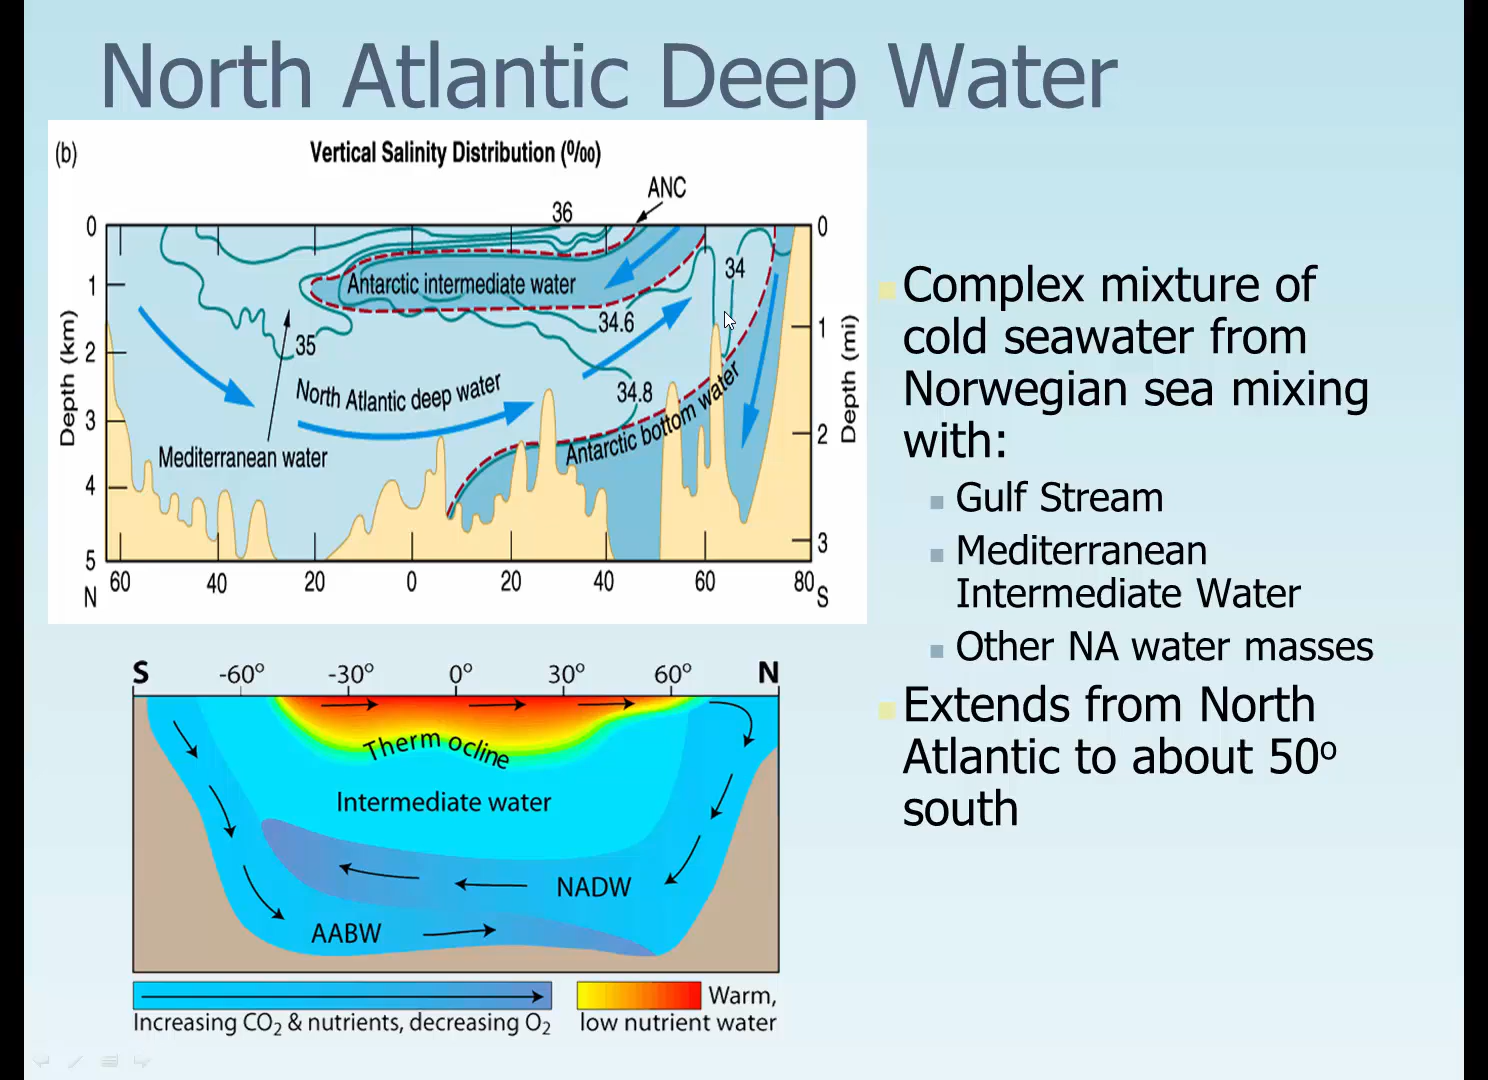 North Atlantic Deep Water
(b)
Vertical Salinity Distribution (⁰/₀₀)
ANC
36
0
0
34
Antarctic intermediate water
1
34.6
1
35
2
North Atlantic deep water
34.8
Antarctic bottom water
3
2
Mediterranean water
4
5
3
Depth (km)
Depth (mi)
60
40
20
0
20
40
60
80
N
S
S
-60º
-30º
0º
30º
60º
N
Therm ocline
Intermediate water
NADW
AABW
Increasing CO₂ & nutrients, decreasing O₂
Warm,
low nutrient water
Complex mixture of
cold seawater from
Norwegian sea mixing
with:
Gulf Stream
Mediterranean
Intermediate Water
Other NA water masses
Extends from North
Atlantic to about 50º
south